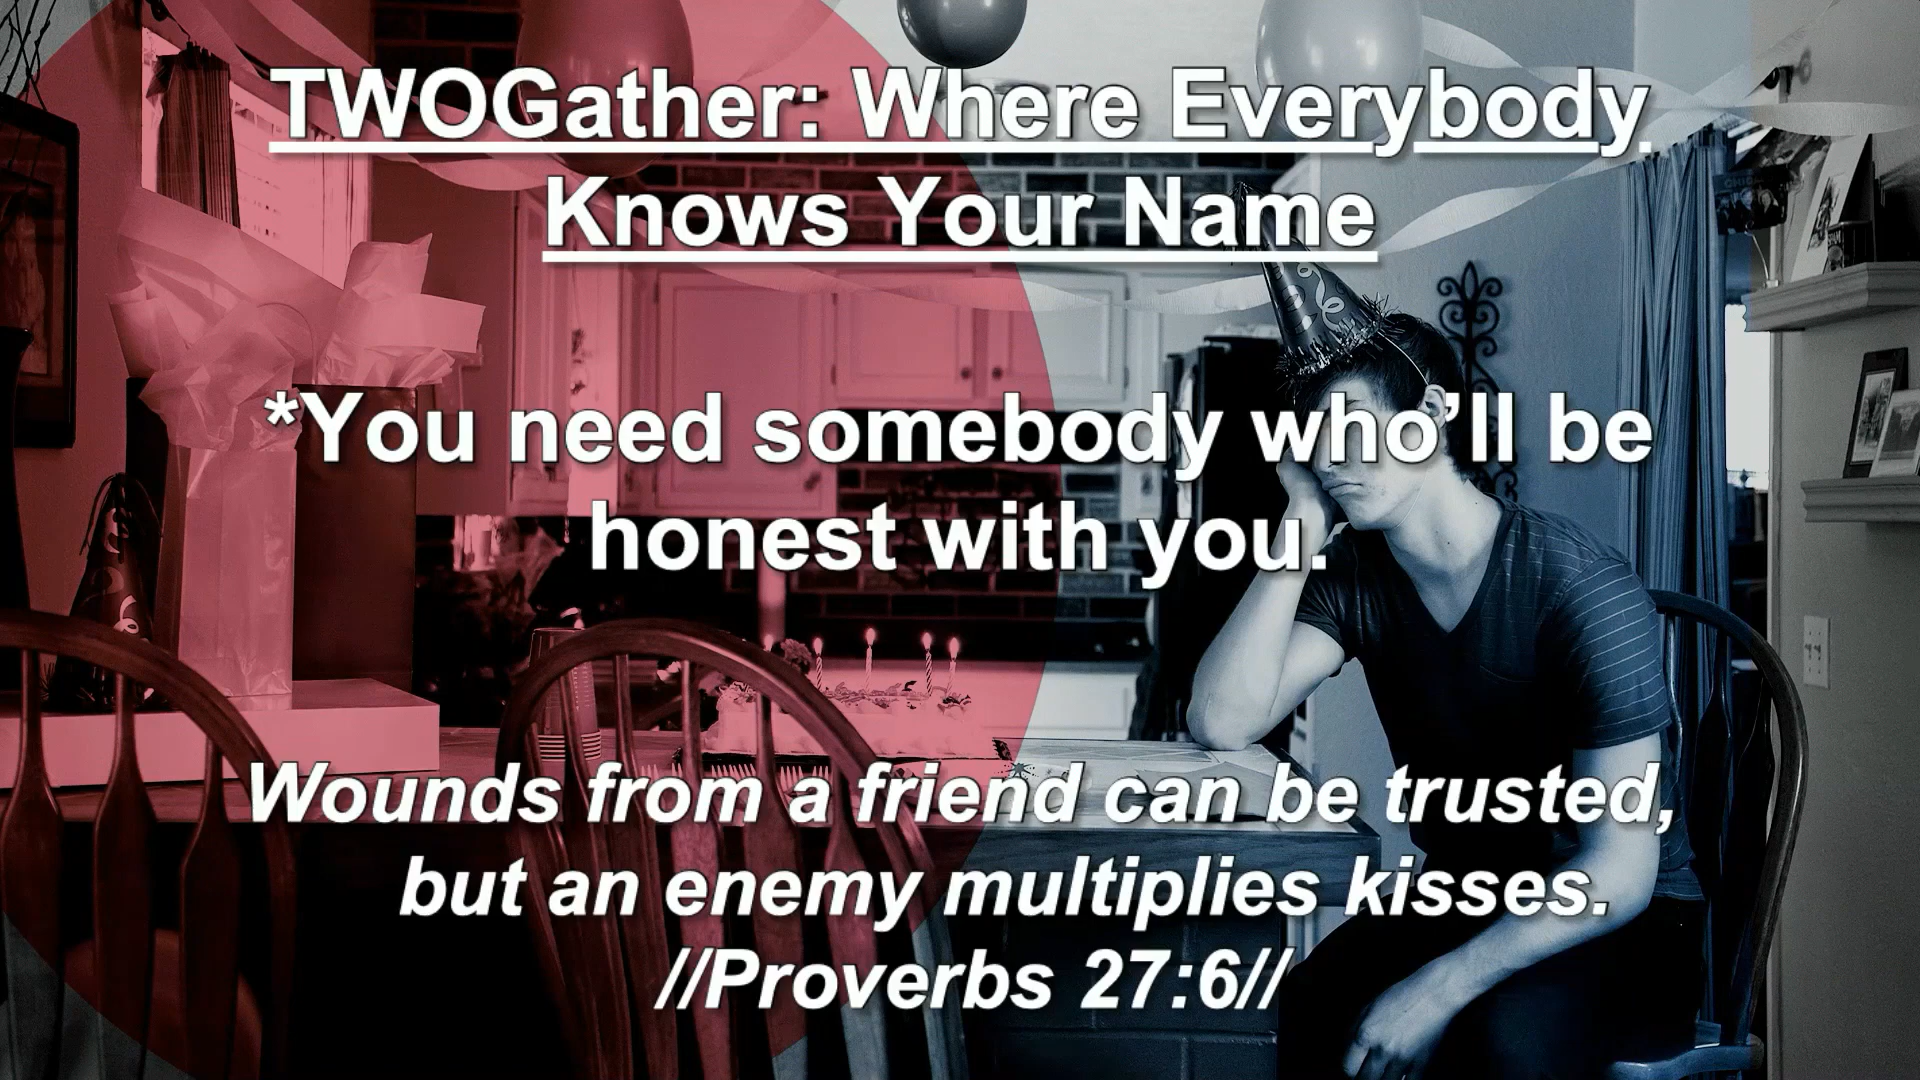 TWOGather: Where Everybody
Knows Your Name
*You need somebody who’ll be
honest with you.
Wounds from a friend can be trusted,
but an enemy multiplies kisses.
//Proverbs 27:6//